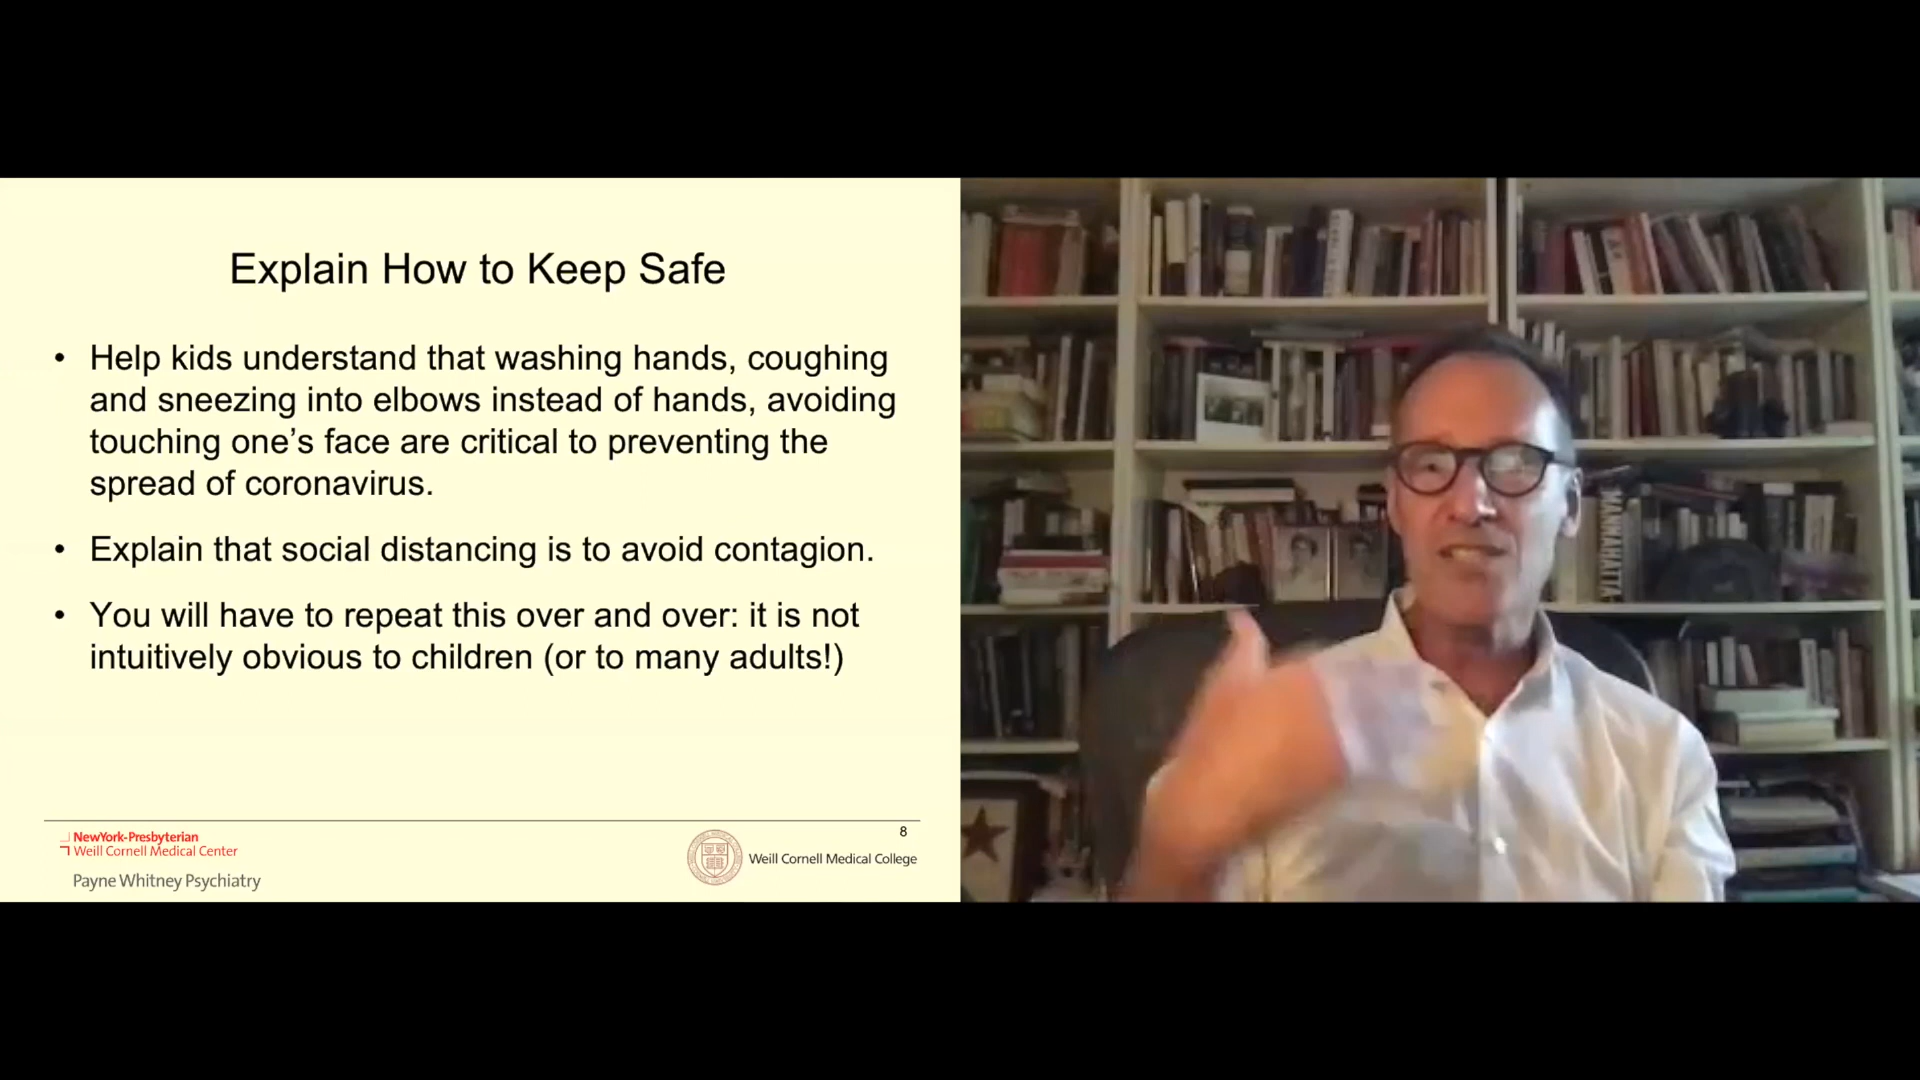 Explain How to Keep Safe
• Help kids understand that washing hands, coughing
and sneezing into elbows instead of hands, avoiding
touching one’s face are critical to preventing the
spread of coronavirus.
• Explain that social distancing is to avoid contagion.
• You will have to repeat this over and over: it is not
intuitively obvious to children (or to many adults!)
8
NewYork-Presbyterian
Weill Cornell Medical Center
Payne Whitney Psychiatry
Weill Cornell Medical College
MANNAHATTA